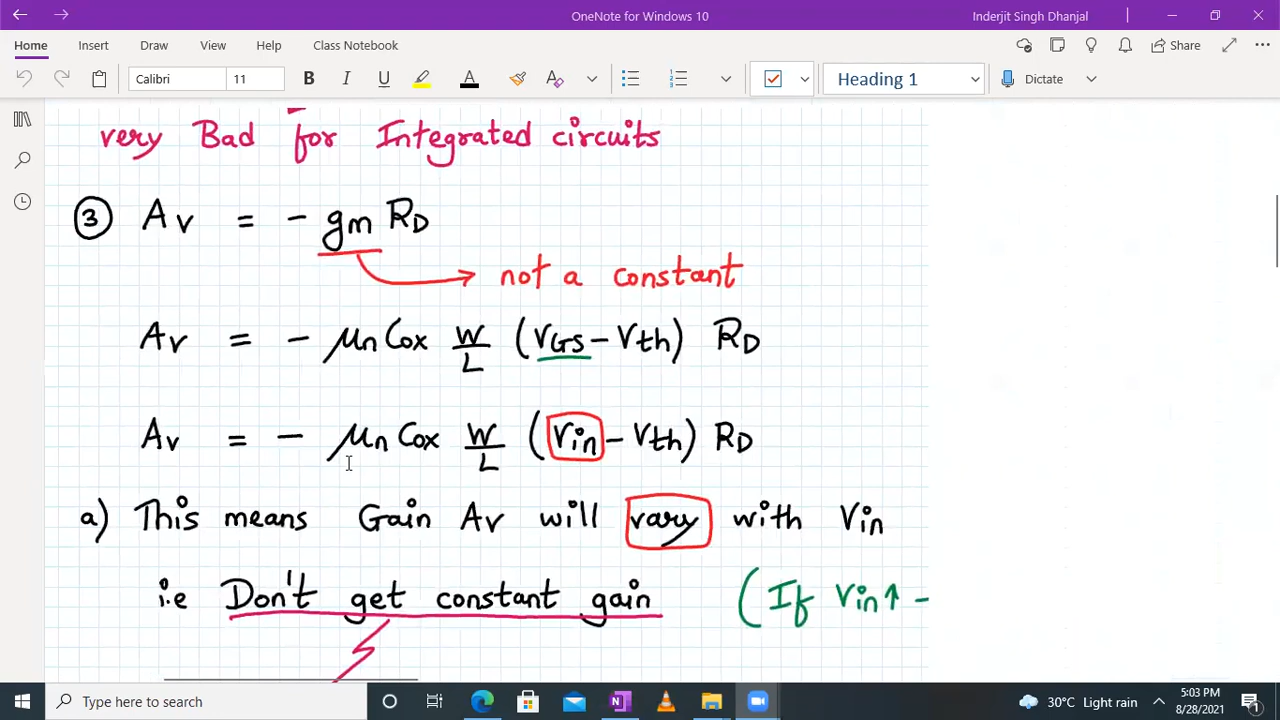 OneNote for Windows 10
Inderjit Singh Dhanjal
Home Insert Draw View Help Class Notebook
Share
Calibri 11 B I U A A Heading 1 Dictate
very Bad for Integrated circuits
③ Av = - gm RD
not a constant
Av = - μn Cox W/L (VGS - Vth) RD
Av = - μn Cox W/L (Vin - Vth) RD
a) This means Gain Av will vary with Vin
i.e Don't get constant gain (If Vin↑ -
Type here to search
30°C Light rain
5:03 PM
8/28/2021
1